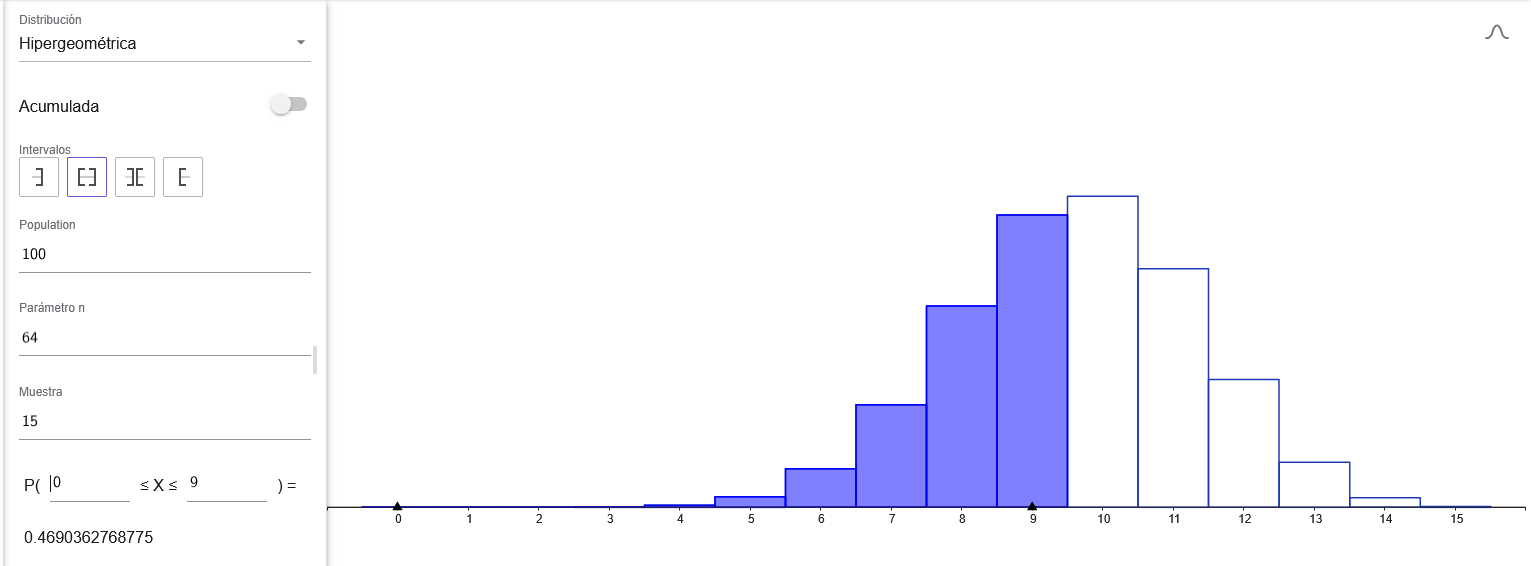 Distribución
Hipergeométrica
Acumulada
Intervalos
Population
100
Parámetro n
64
Muestra
15
P( 0 ≤ X ≤ 9 ) =
0.4690362768775
0 1 2 3 4 5 6 7 8 9 10 11 12 13 14 15